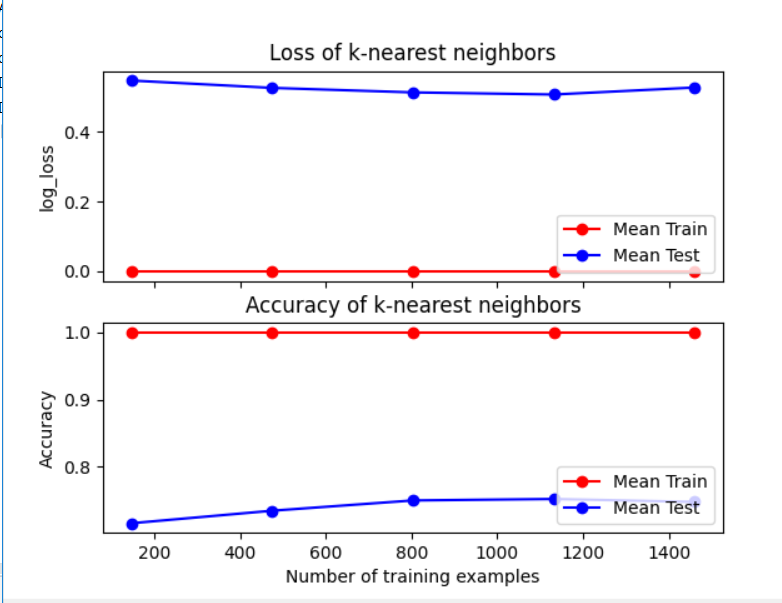 Loss of k-nearest neighbors
log_loss
0.4
0.2
0.0
Mean Train
Mean Test
Accuracy of k-nearest neighbors
Accuracy
1.0
0.9
0.8
Mean Train
Mean Test
200 400 600 800 1000 1200 1400
Number of training examples